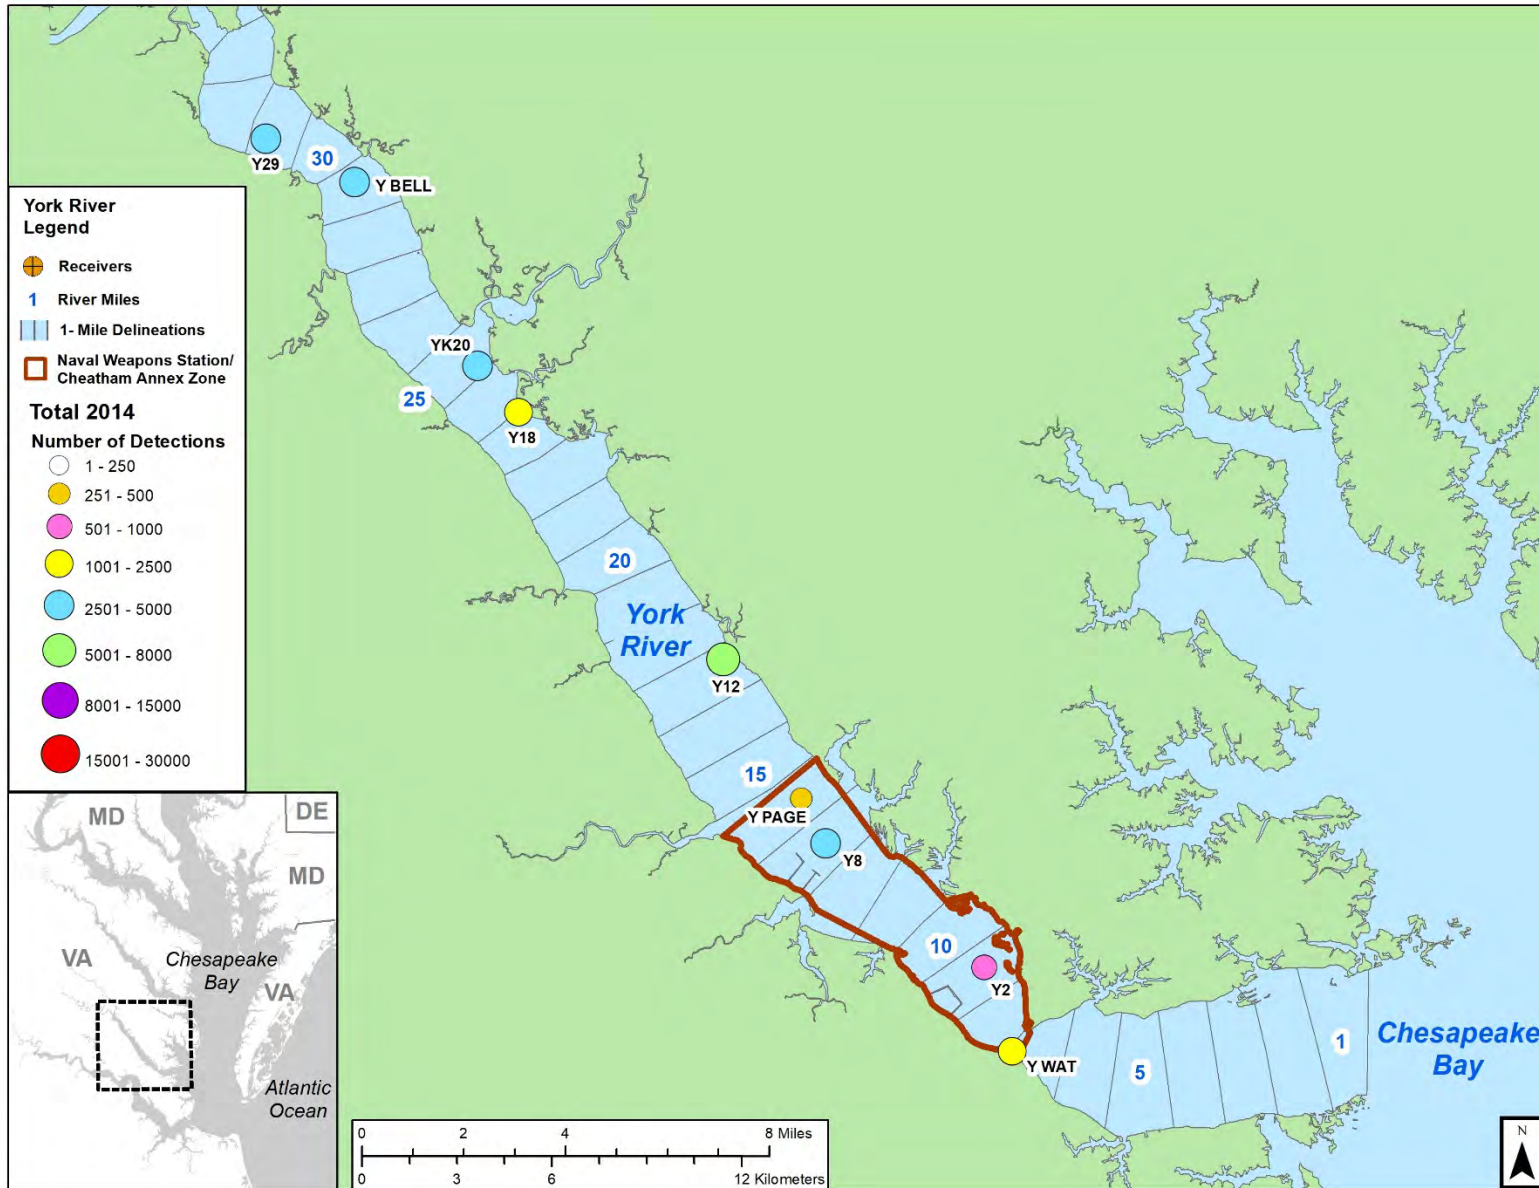 York River
Legend
Receivers
1 River Miles
1- Mile Delineations
Naval Weapons Station/
Cheatham Annex Zone
Total 2014
Number of Detections
1 - 250
251 - 500
501 - 1000
1001 - 2500
2501 - 5000
5001 - 8000
8001 - 15000
15001 - 30000
Y29
30
Y BELL
YK20
25
Y18
20
York
River
Y12
15
Y PAGE
Y8
10
Y2
Y WAT
5
1
Chesapeake
Bay
MD
DE
MD
VA
Chesapeake
Bay
VA
Atlantic
Ocean
0 2 4 8 Miles
0 3 6 12 Kilometers
N